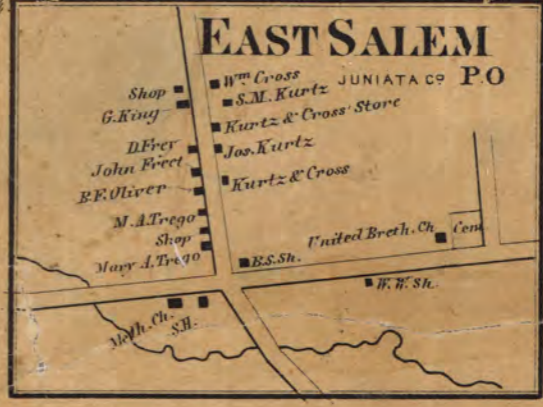 EAST SALEM
JUNIATA Co P.O
Wm Cross
Shop
S.M. Kurtz
G. King
Kurtz & Cross' Store
D. Frey
Jos. Kurtz
John Freet
Kurtz & Cross
B.F. Oliver
M.A. Trego
United Breth. Ch.
Cem
Shop
Mary A. Trego
B.S. Sh.
W.W. Sh.
Meth. Ch.
S.H.